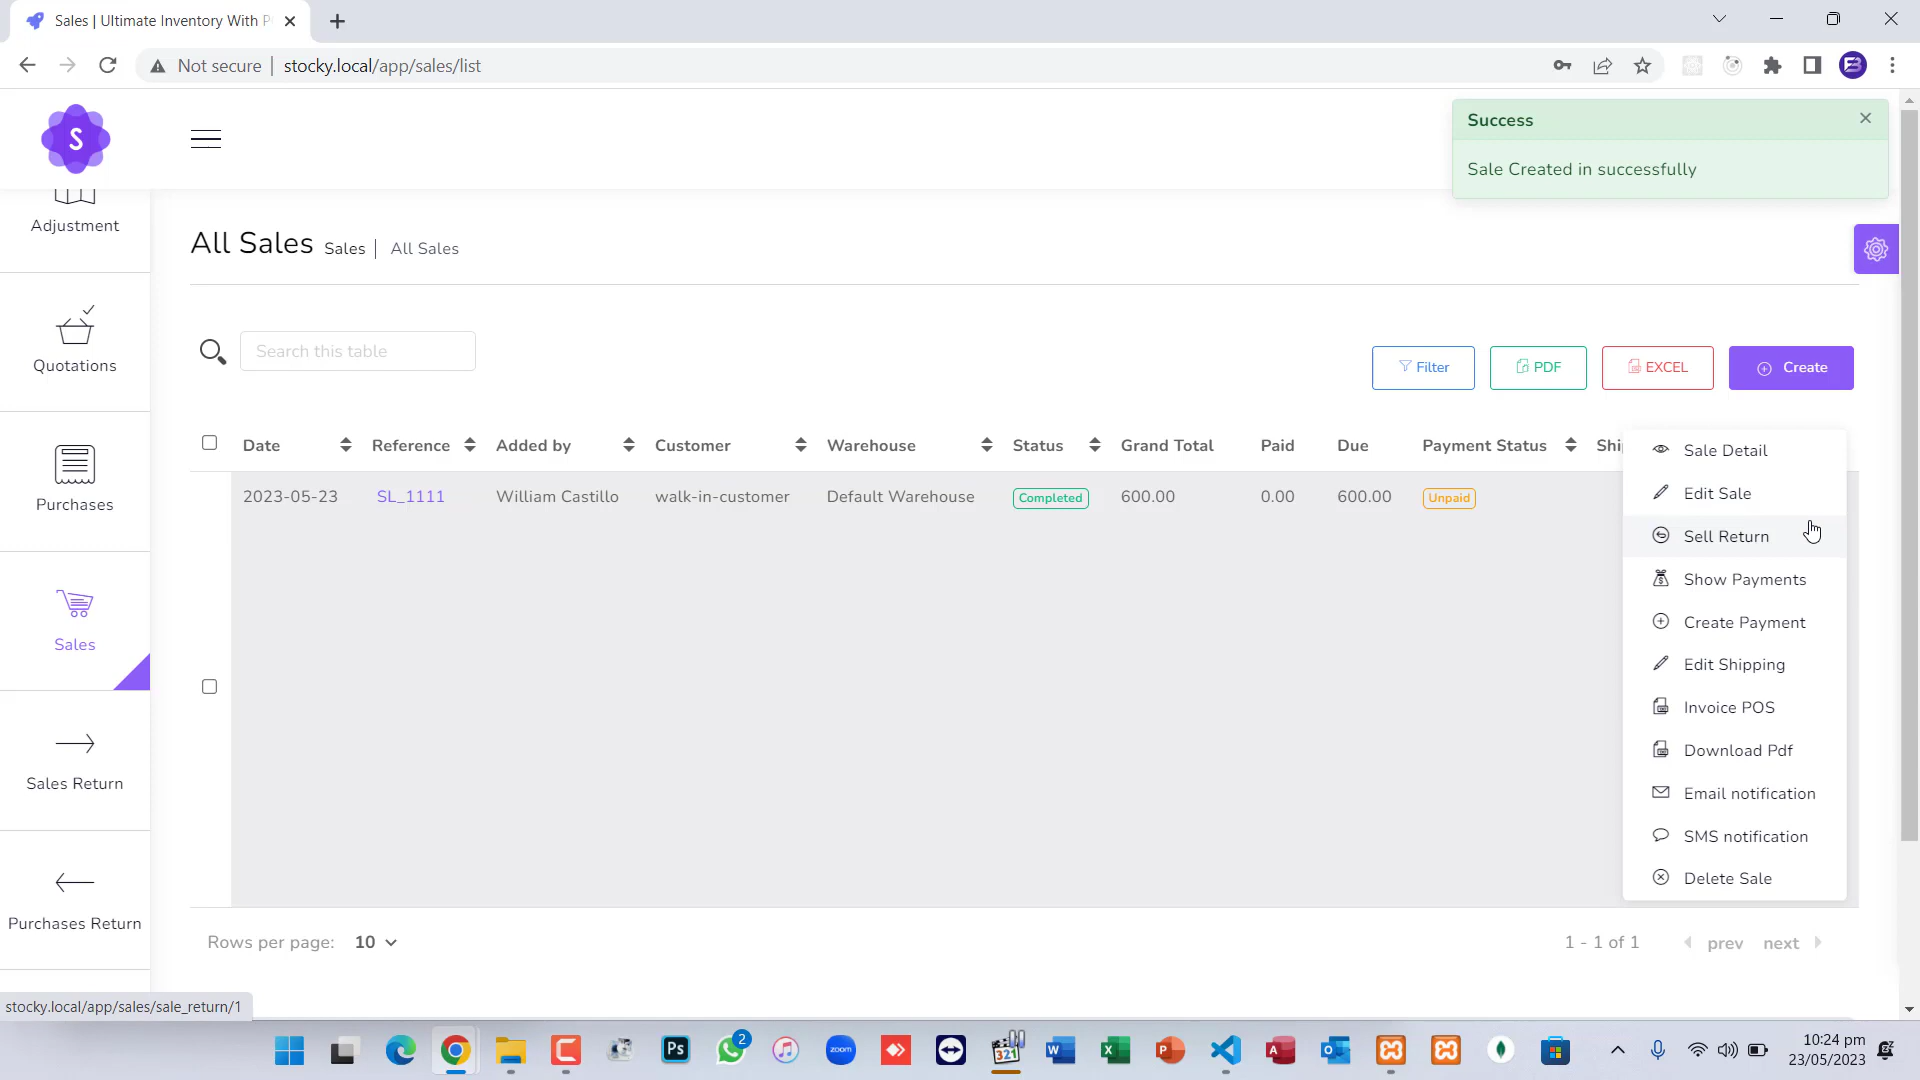 Sales | Ultimate Inventory With P
Not secure | stocky.local/app/sales/list
S
Success
Sale Created in successfully
Adjustment
Quotations
Purchases
Sales
Sales Return
Purchases Return
All Sales Sales | All Sales
Search this table
Filter PDF EXCEL Create
Date Reference Added by Customer Warehouse Status Grand Total Paid Due Payment Status Ship
2023-05-23 SL_1111 William Castillo walk-in-customer Default Warehouse Completed 600.00 0.00 600.00 Unpaid
Sale Detail
Edit Sale
Sell Return
Show Payments
Create Payment
Edit Shipping
Invoice POS
Download Pdf
Email notification
SMS notification
Delete Sale
Rows per page: 10 1 - 1 of 1 prev next
stocky.local/app/sales/sale_return/1
Ps 2 zoom 321
10:24 pm
23/05/2023